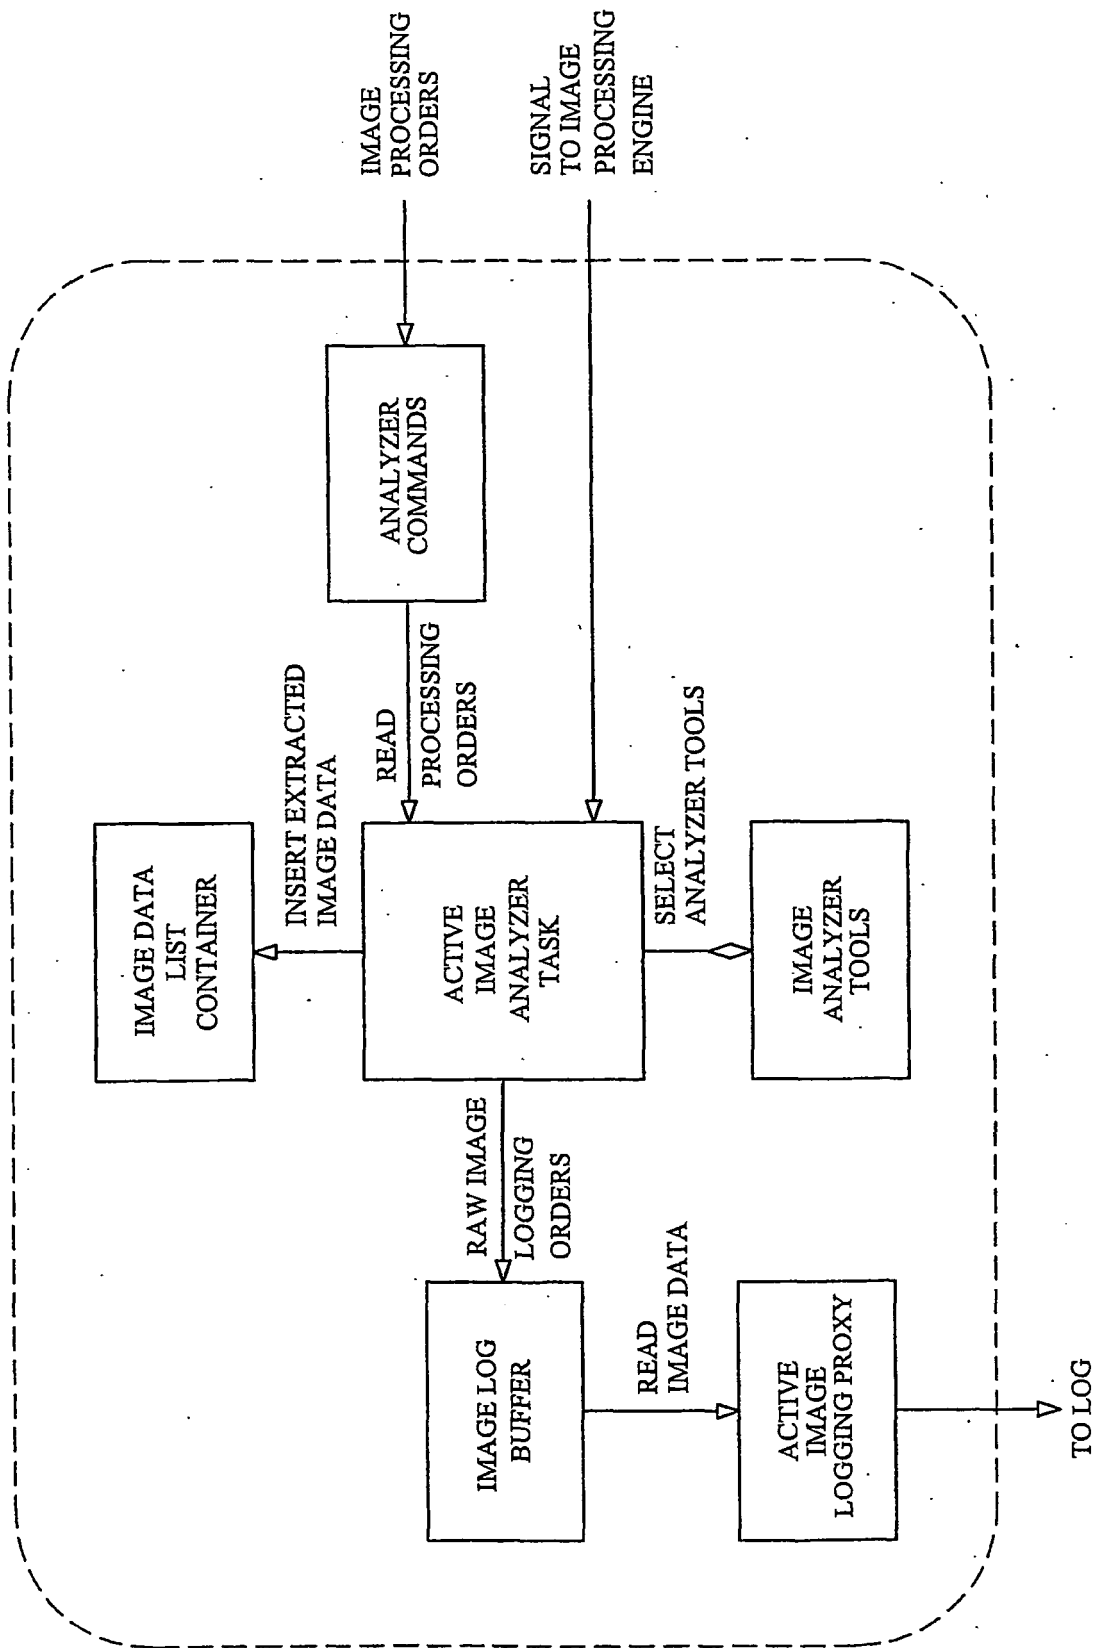 IMAGE
PROCESSING
ORDERS
SIGNAL
TO IMAGE
PROCESSING
ENGINE
ANALYZER
COMMANDS
READ
PROCESSING
ORDERS
INSERT EXTRACTED
IMAGE DATA
IMAGE DATA
LIST
CONTAINER
ACTIVE
IMAGE
ANALYZER
TASK
SELECT
ANALYZER TOOLS
IMAGE
ANALYZER
TOOLS
RAW IMAGE
LOGGING
ORDERS
IMAGE LOG
BUFFER
READ
IMAGE DATA
ACTIVE
IMAGE
LOGGING PROXY
TO LOG